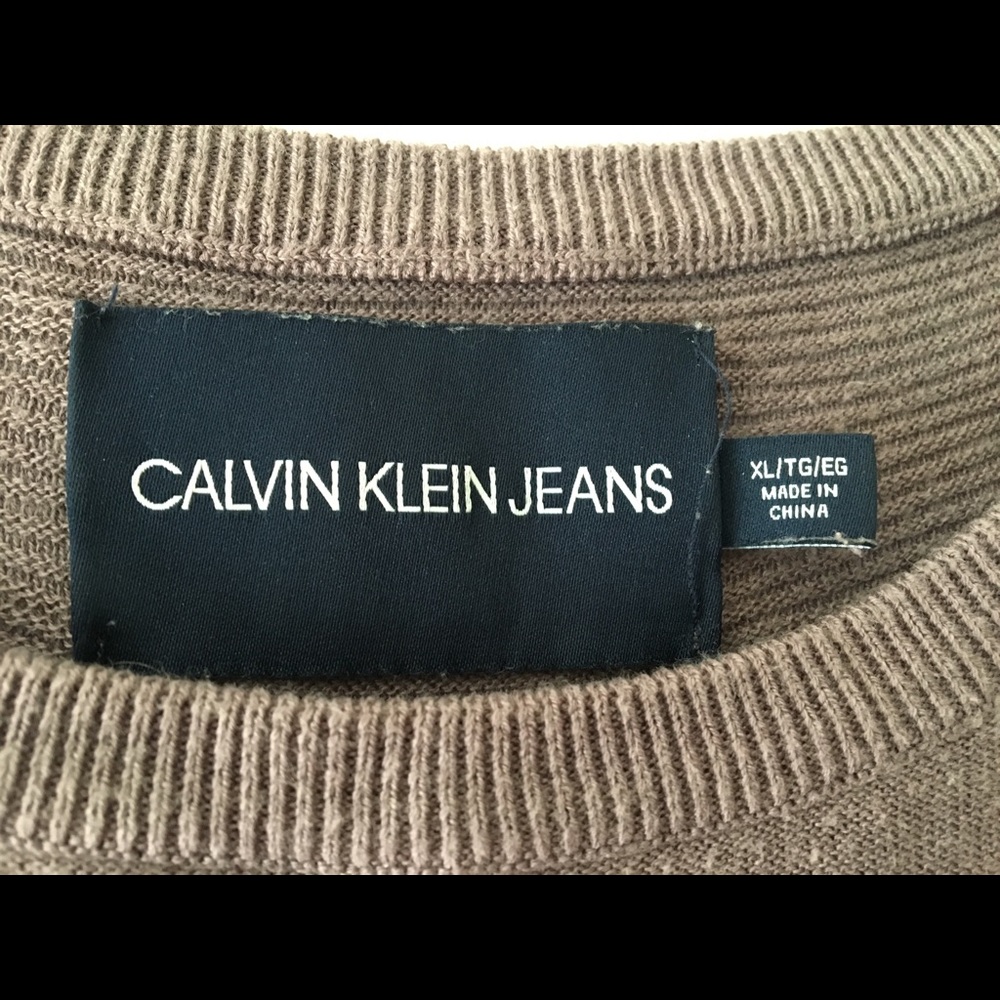 CALVIN KLEIN JEANS
XL/TG/EG
MADE IN
CHINA